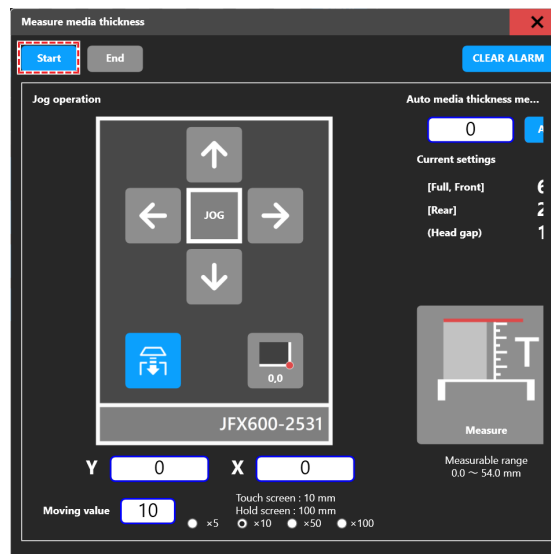 Measure media thickness
Start
End
CLEAR ALARM
Jog operation
Auto media thickness me...
JOG
0
Current settings
[Full, Front]
[Rear]
(Head gap)
0,0
T
JFX600-2531
Measure
Y 0 X 0
Measurable range
0.0 ～ 54.0 mm
Moving value 10
Touch screen : 10 mm
Hold screen : 100 mm
×5 ×10 ×50 ×100